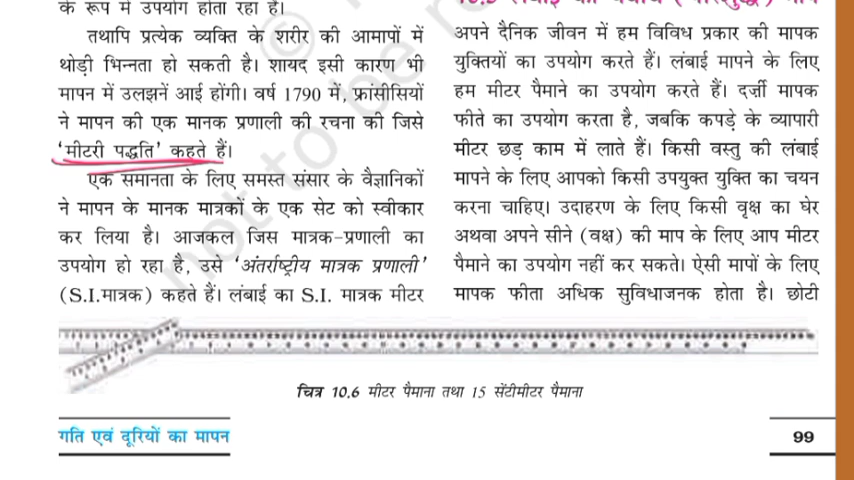 के रूप में उपयोग होता रहा है।
तथापि प्रत्येक व्यक्ति के शरीर की आमापों में
थोड़ी भिन्नता हो सकती है। शायद इसी कारण भी
मापन में उलझनें आई होंगी। वर्ष 1790 में, फ्रांसीसियों
ने मापन की एक मानक प्रणाली की रचना की जिसे
‘मीटरी पद्धति’ कहते हैं।
एक समानता के लिए समस्त संसार के वैज्ञानिकों
ने मापन के मानक मात्रकों के एक सेट को स्वीकार
कर लिया है। आजकल जिस मात्रक-प्रणाली का
उपयोग हो रहा है, उसे ‘अंतर्राष्ट्रीय मात्रक प्रणाली’
(S.I.मात्रक) कहते हैं। लंबाई का S.I. मात्रक मीटर
अपने दैनिक जीवन में हम विविध प्रकार की मापक
युक्तियों का उपयोग करते हैं। लंबाई मापने के लिए
हम मीटर पैमाने का उपयोग करते हैं। दर्ज़ी मापक
फीते का उपयोग करता है, जबकि कपड़े के व्यापारी
मीटर छड़ काम में लाते हैं। किसी वस्तु की लंबाई
मापने के लिए आपको किसी उपयुक्त युक्ति का चयन
करना चाहिए। उदाहरण के लिए किसी वृक्ष का घेर
अथवा अपने सीने (वक्ष) की माप के लिए आप मीटर
पैमाने का उपयोग नहीं कर सकते। ऐसी मापों के लिए
मापक फीता अधिक सुविधाजनक होता है। छोटी
चित्र 10.6 मीटर पैमाना तथा 15 सेंटीमीटर पैमाना
गति एवं दूरियों का मापन
99
not to be re